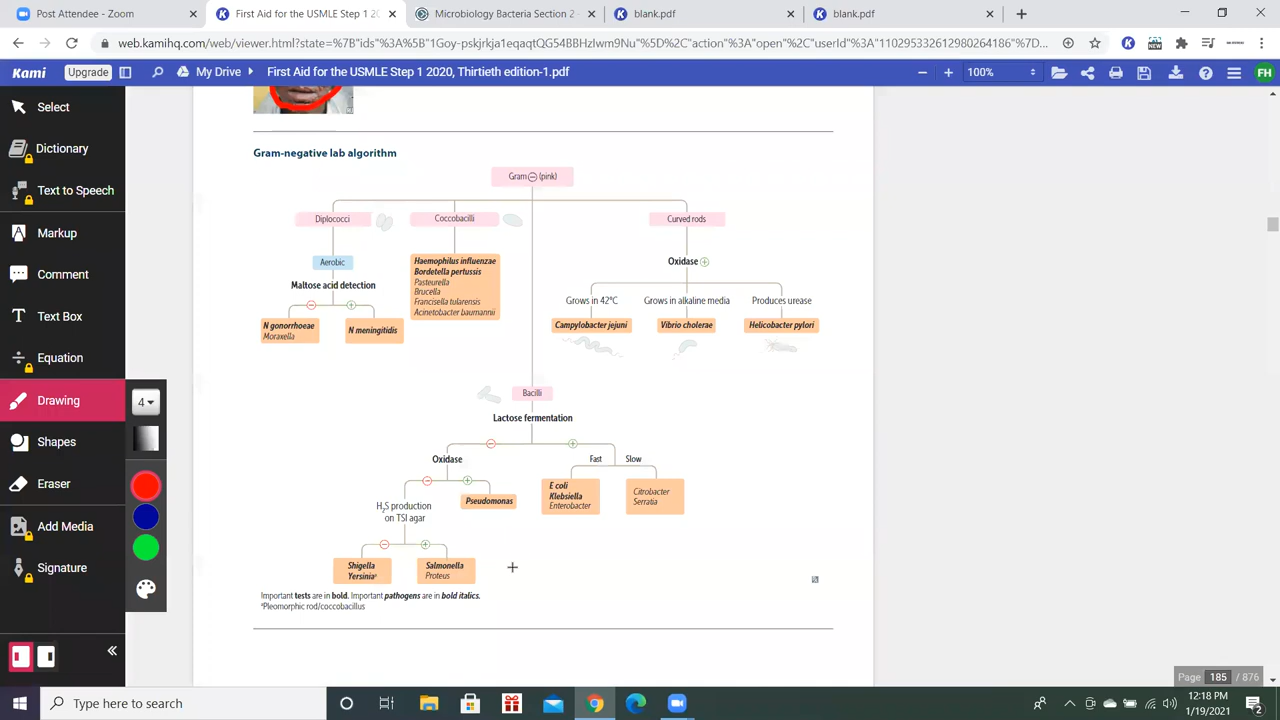 Post Attendee - Zoom
First Aid for the USMLE Step 1 20
Microbiology Bacteria Section 2 -
blank.pdf
blank.pdf
web.kamihq.com/web/viewer.html?state=%7B"ids"%3A%5B"1Goy-pskjrkja1eqaqtQG54BBHzlwm9Nu"%5D%2C"action"%3A"open"%2C"userId"%3A"110295332612980264186"%7D...
NEW
Kami
Upgrade
My Drive
First Aid for the USMLE Step 1 2020, Thirtieth edition-1.pdf
100%
FH
Select
Dictionary
Text to Speech
Markup
Comment
Text Box
Equation
Drawing
4
Shapes
Eraser
Add Media
Signature
Gram-negative lab algorithm
Gram ⊖ (pink)
Diplococci
Coccobacilli
Curved rods
Aerobic
Maltose acid detection
Haemophilus influenzae
Bordetella pertussis
Pasteurella
Brucella
Francisella tularensis
Acinetobacter baumannii
Oxidase ⊕
⊖ ⊕
N gonorrhoeae
Moraxella
N meningitidis
Grows in 42°C
Grows in alkaline media
Produces urease
Campylobacter jejuni
Vibrio cholerae
Helicobacter pylori
Bacilli
Lactose fermentation
⊖ ⊕
Oxidase
Fast
Slow
⊖ ⊕
Pseudomonas
E coli
Klebsiella
Enterobacter
Citrobacter
Serratia
H2S production
on TSI agar
⊖ ⊕
Shigella
Yersiniaª
Salmonella
Proteus
Important tests are in bold. Important pathogens are in bold italics.
ªPleomorphic rod/coccobacillus
Page 185 / 876
Type here to search
12:18 PM
1/19/2021
2